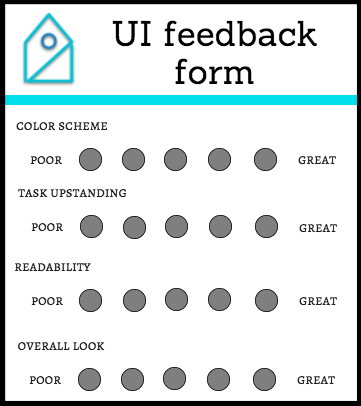 UI feedback
form
COLOR SCHEME
POOR GREAT
TASK UPSTANDING
POOR GREAT
READABILITY
POOR GREAT
OVERALL LOOK
POOR GREAT